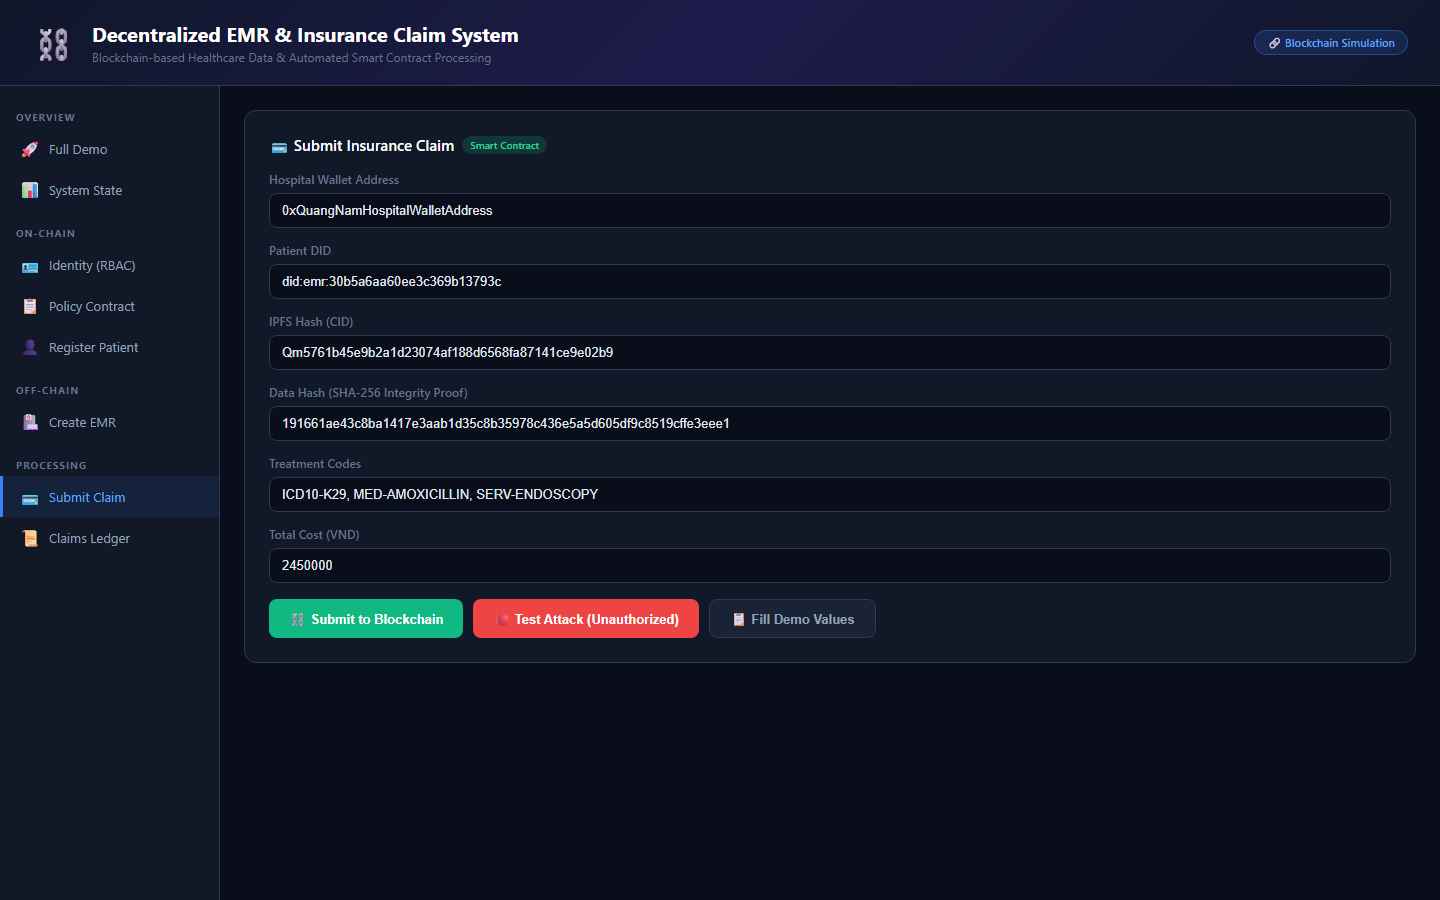 Decentralized EMR & Insurance Claim System
Blockchain-based Healthcare Data & Automated Smart Contract Processing
Blockchain Simulation
OVERVIEW
Full Demo
System State
ON-CHAIN
Identity (RBAC)
Policy Contract
Register Patient
OFF-CHAIN
Create EMR
PROCESSING
Submit Claim
Claims Ledger
Submit Insurance Claim Smart Contract
Hospital Wallet Address
0xQuangNamHospitalWalletAddress
Patient DID
did:emr:30b5a6aa60ee3c369b13793c
IPFS Hash (CID)
Qm5761b45e9b2a1d23074af188d6568fa87141ce9e02b9
Data Hash (SHA-256 Integrity Proof)
191661ae43c8ba1417e3aab1d35c8b35978c436e5a5d605df9c8519cffe3eee1
Treatment Codes
ICD10-K29, MED-AMOXICILLIN, SERV-ENDOSCOPY
Total Cost (VND)
2450000
Submit to Blockchain
Test Attack (Unauthorized)
Fill Demo Values